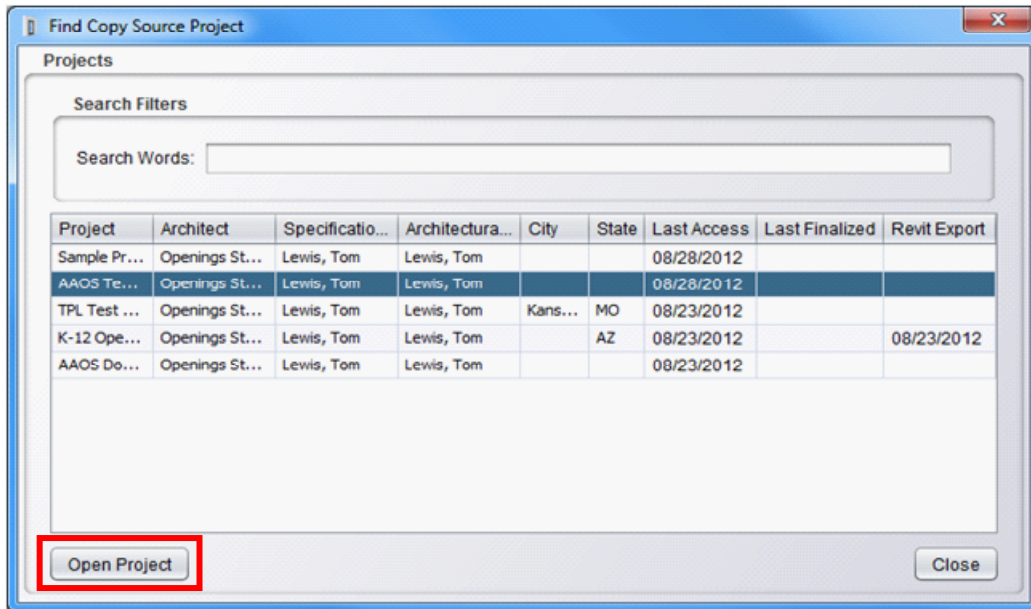 Find Copy Source Project
Projects
Search Filters
Search Words:
Project Architect Specificatio... Architectura... City State Last Access Last Finalized Revit Export
Sample Pr... Openings St... Lewis, Tom Lewis, Tom 08/28/2012
AAOS Te... Openings St... Lewis, Tom Lewis, Tom 08/28/2012
TPL Test ... Openings St... Lewis, Tom Lewis, Tom Kans... MO 08/23/2012
K-12 Ope... Openings St... Lewis, Tom Lewis, Tom AZ 08/23/2012 08/23/2012
AAOS Do... Openings St... Lewis, Tom Lewis, Tom 08/23/2012
Open Project Close